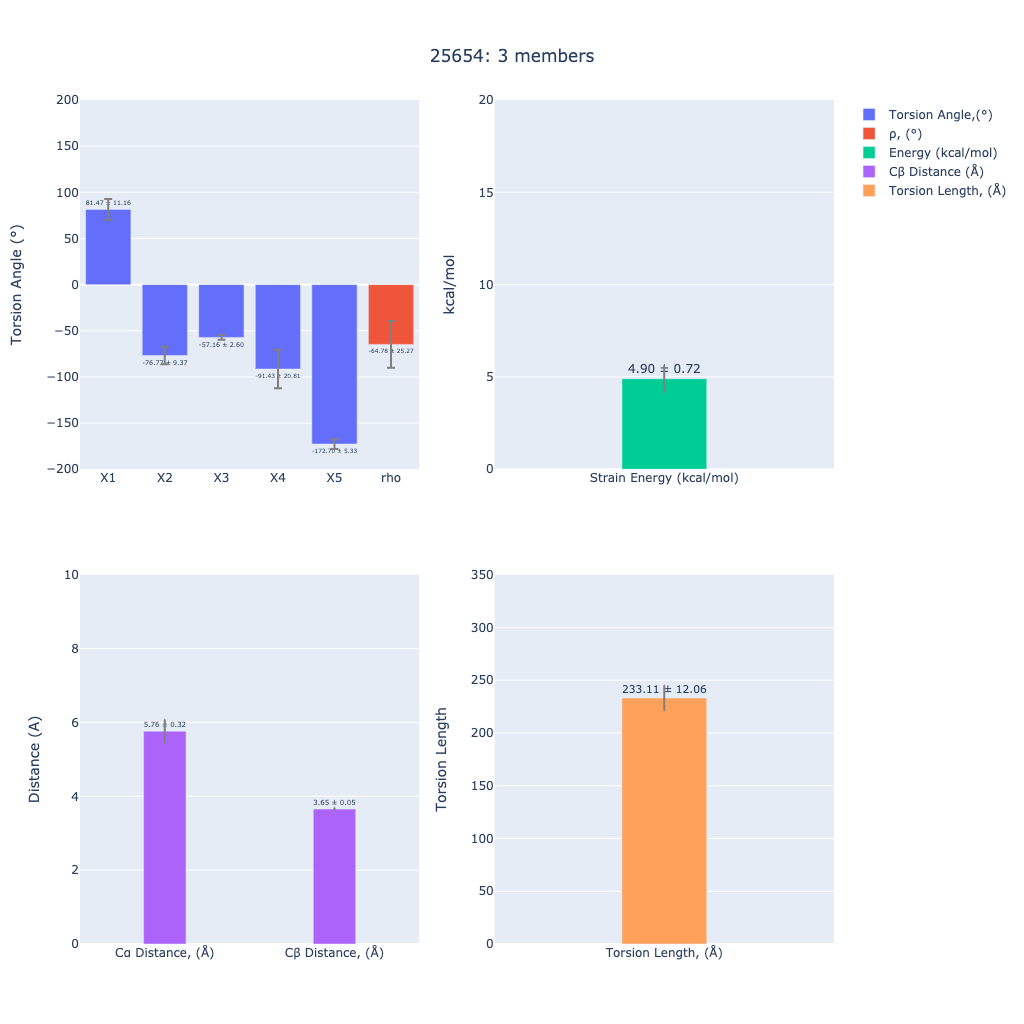 25654: 3 members
Torsion Angle (°)
200
150
100
50
0
−50
−100
−150
−200
81.47 ± 11.16
-76.77 ± 9.37
-57.16 ± 2.60
-91.43 ± 20.81
-172.70 ± 5.33
-64.78 ± 25.27
X1 X2 X3 X4 X5 rho
kcal/mol
20
15
10
5
0
4.90 ± 0.72
Strain Energy (kcal/mol)
Torsion Angle,(°)
ρ, (°)
Energy (kcal/mol)
Cβ Distance (Å)
Torsion Length, (Å)
Distance (A)
10
8
6
4
2
0
5.76 ± 0.32
3.65 ± 0.05
Cα Distance, (Å) Cβ Distance, (Å)
Torsion Length
350
300
250
200
150
100
50
0
233.11 ± 12.06
Torsion Length, (Å)